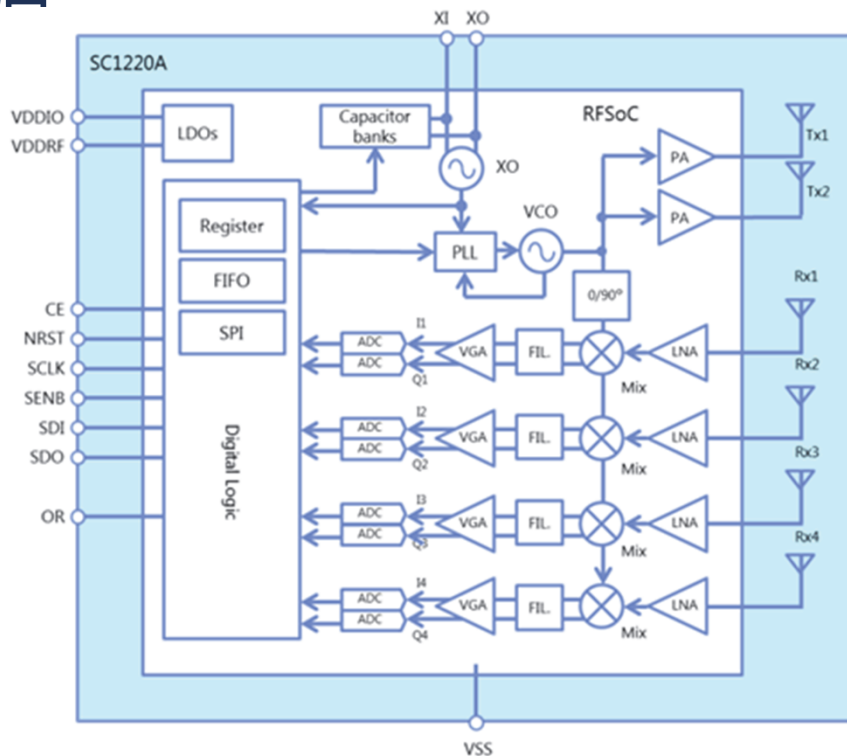 XI XO
SC1220A
VDDIO
VDDRF
LDOs
Capacitor
banks
RFSoC
XO
PA
Tx1
PA
Tx2
Register
FIFO
SPI
Digital Logic
VCO
PLL
0/90°
CE
NRST
SCLK
SENB
SDI
SDO
OR
Rx1
I1
ADC
ADC
Q1
VGA
FIL.
Mix
LNA
Rx2
I2
ADC
ADC
Q2
VGA
FIL.
Mix
LNA
Rx3
I3
ADC
ADC
Q3
VGA
FIL.
Mix
LNA
Rx4
I4
ADC
ADC
Q4
VGA
FIL.
Mix
LNA
VSS